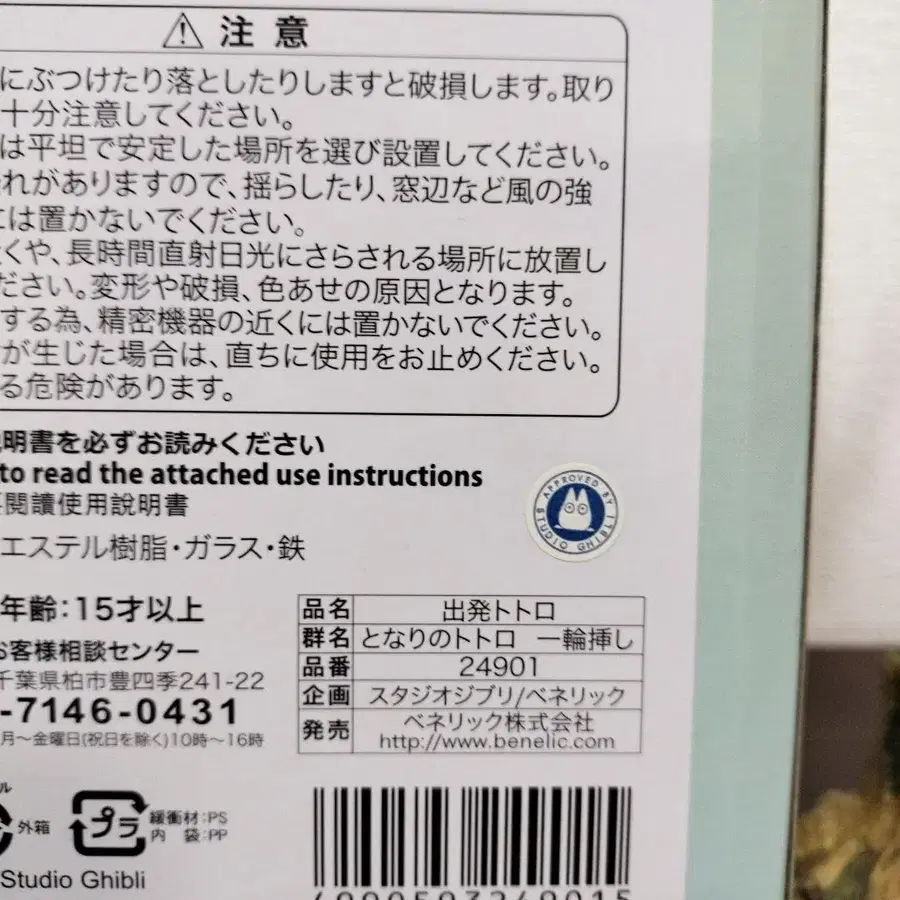 ⚠ 注意
にぶつけたり落としたりしますと破損します。取り
十分注意してください。
は平坦で安定した場所を選び設置してください。
れがありますので、揺らしたり、窓辺など風の強
には置かないでください。
くや、長時間直射日光にさらされる場所に放置し
ださい。変形や破損、色あせの原因となります。
する為、精密機器の近くには置かないでください。
が生じた場合は、直ちに使用をお止めください。
る危険があります。
明書を必ずお読みください
to read the attached use instructions
閱讀使用說明書
エステル樹脂・ガラス・鉄
APPROVED BY STUDIO GHIBLI
年齢:15才以上
お客様相談センター
千葉県柏市豊四季241-22
-7146-0431
月～金曜日(祝日を除く)10時～16時
品名 出発トトロ
群名 となりのトトロ 一輪挿し
品番 24901
企画 スタジオジブリ/ベネリック
発売 ベネリック株式会社
http://www.benelic.com
ル
外箱
プラ
緩衝材:PS
内 袋:PP
Studio Ghibli